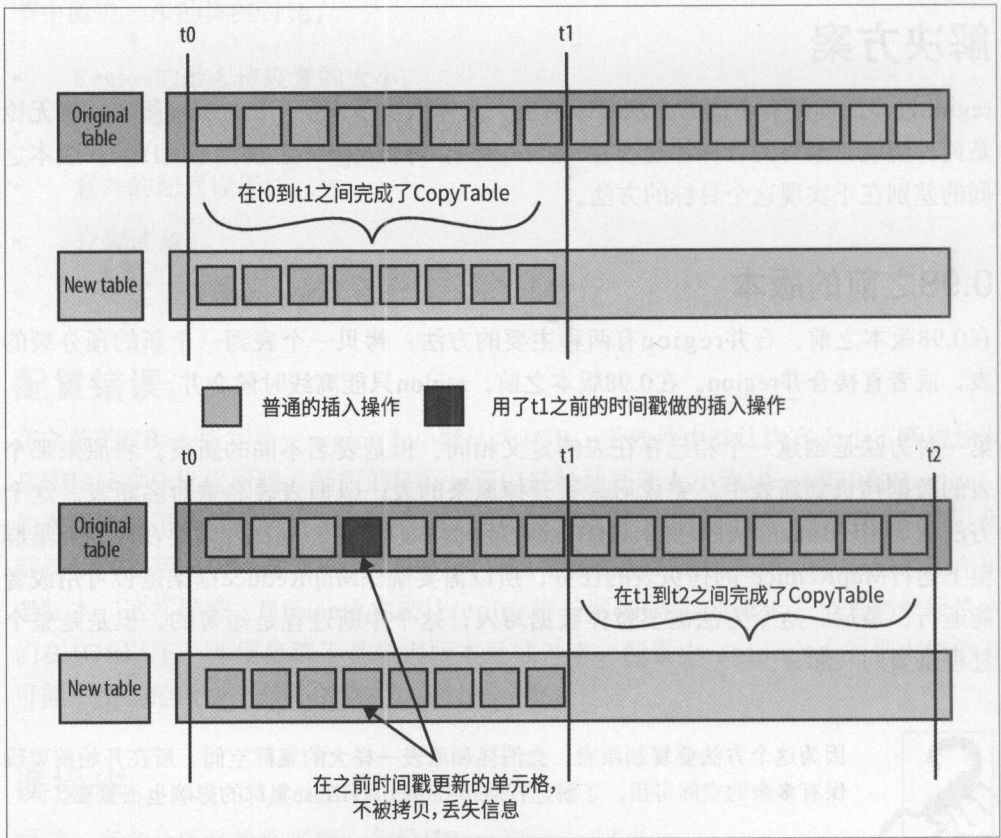 t0 t1
Original
table
在t0到t1之间完成了CopyTable
New table
普通的插入操作 用了t1之前的时间戳做的插入操作
t0 t1 t2
Original
table
在t1到t2之间完成了CopyTable
New table
在之前时间戳更新的单元格,
不被拷贝,丢失信息